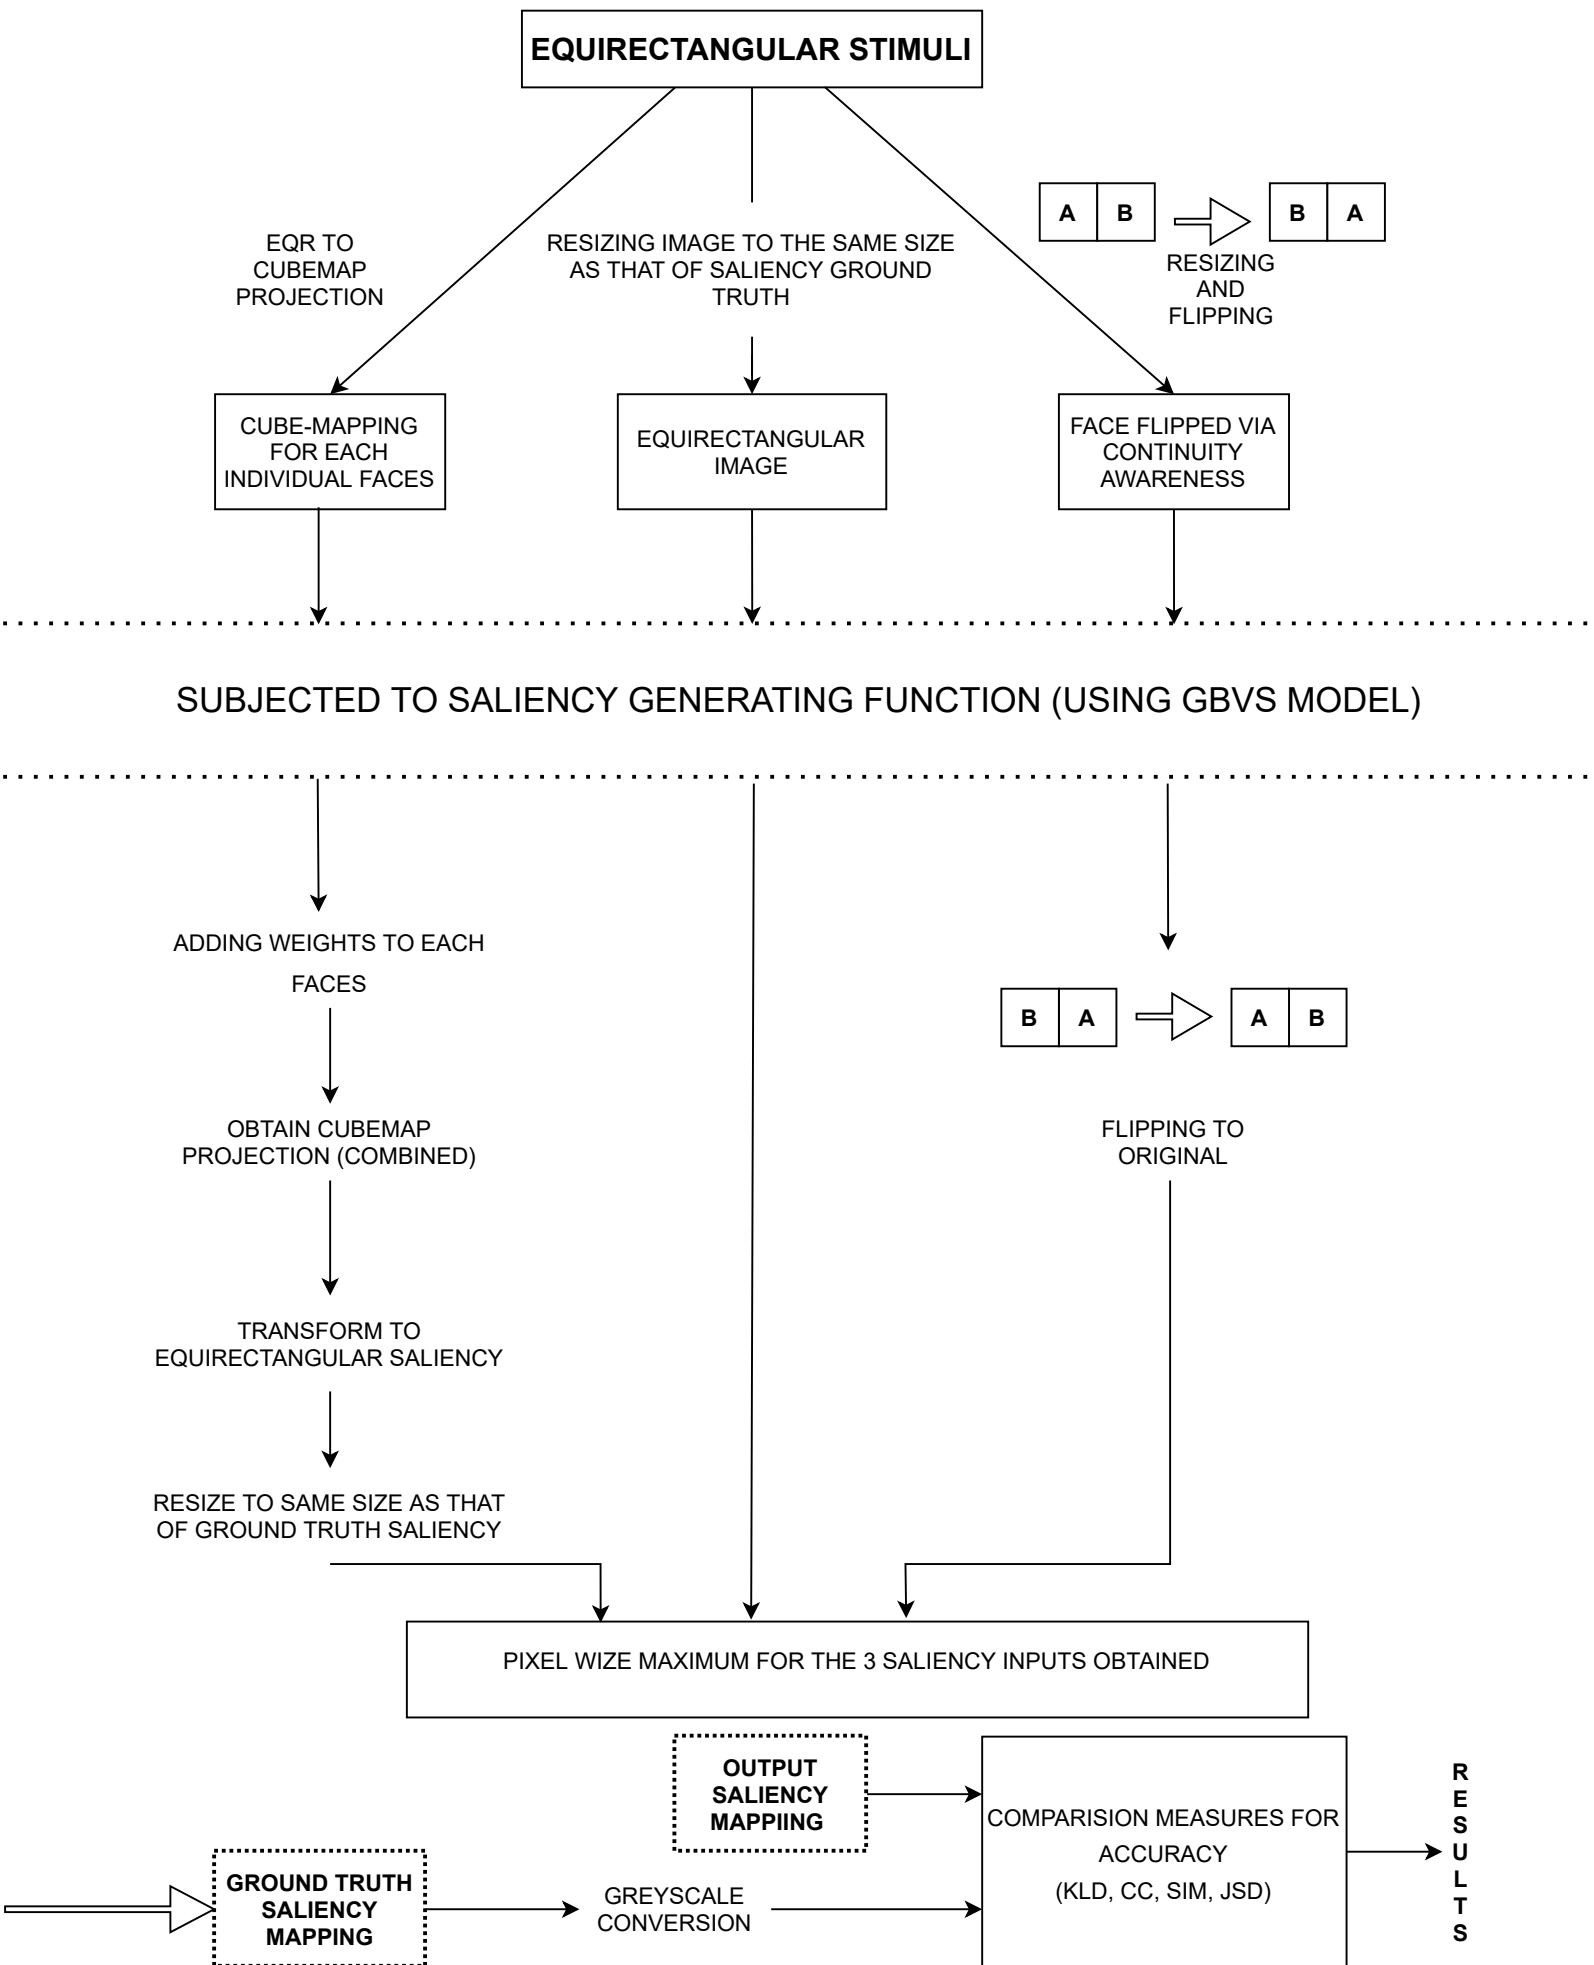 EQUIRECTANGULAR STIMULI
A B
B A
EQR TO
CUBEMAP
PROJECTION
RESIZING IMAGE TO THE SAME SIZE
AS THAT OF SALIENCY GROUND
TRUTH
RESIZING
AND
FLIPPING
CUBE-MAPPING
FOR EACH
INDIVIDUAL FACES
EQUIRECTANGULAR
IMAGE
FACE FLIPPED VIA
CONTINUITY
AWARENESS
SUBJECTED TO SALIENCY GENERATING FUNCTION (USING GBVS MODEL)
ADDING WEIGHTS TO EACH
FACES
B A
A B
OBTAIN CUBEMAP
PROJECTION (COMBINED)
FLIPPING TO
ORIGINAL
TRANSFORM TO
EQUIRECTANGULAR SALIENCY
RESIZE TO SAME SIZE AS THAT
OF GROUND TRUTH SALIENCY
PIXEL WIZE MAXIMUM FOR THE 3 SALIENCY INPUTS OBTAINED
OUTPUT
SALIENCY
MAPPIING
COMPARISION MEASURES FOR
ACCURACY
(KLD, CC, SIM, JSD)
R
E
S
U
L
T
S
GROUND TRUTH
SALIENCY
MAPPING
GREYSCALE
CONVERSION